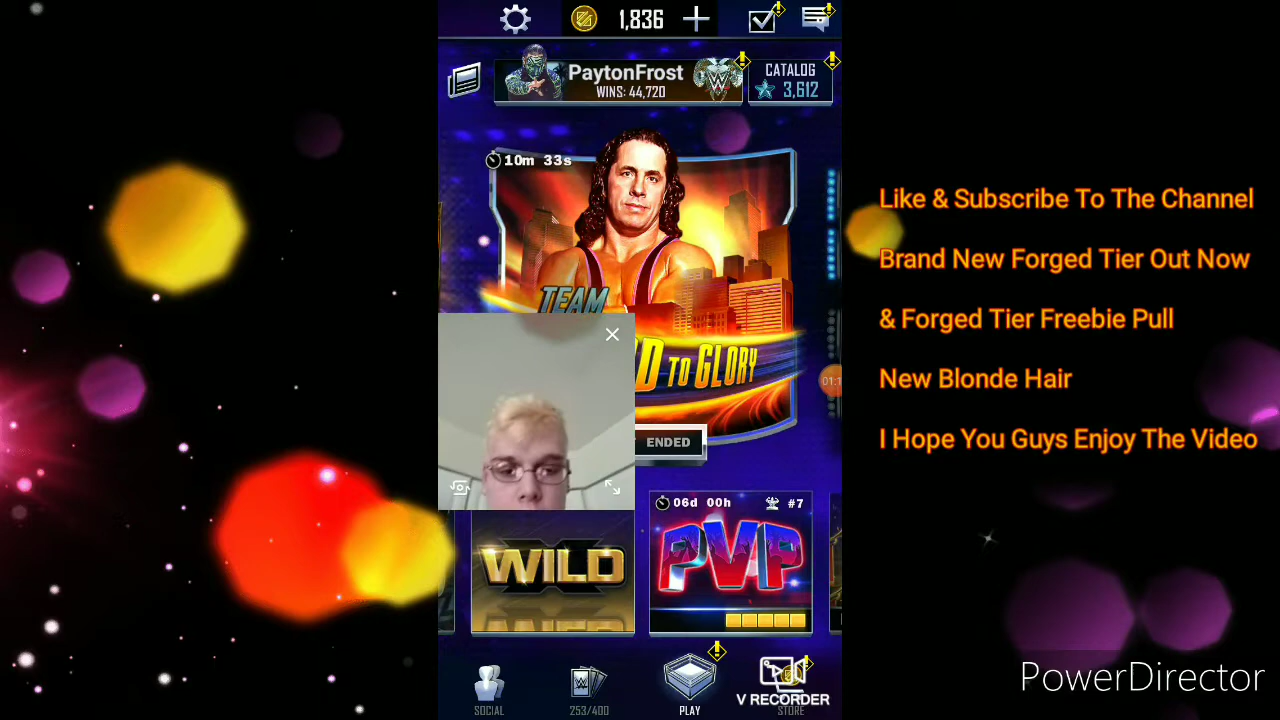 1,836
PaytonFrost
WINS: 44,720
CATALOG
3,612
10m 33s
TEAM
TO GLORY
ENDED
06d 00h #7
WILD
PVP
SOCIAL
253/400
PLAY
V RECORDER
STORE
Like & Subscribe To The Channel
Brand New Forged Tier Out Now
& Forged Tier Freebie Pull
New Blonde Hair
I Hope You Guys Enjoy The Video
PowerDirector